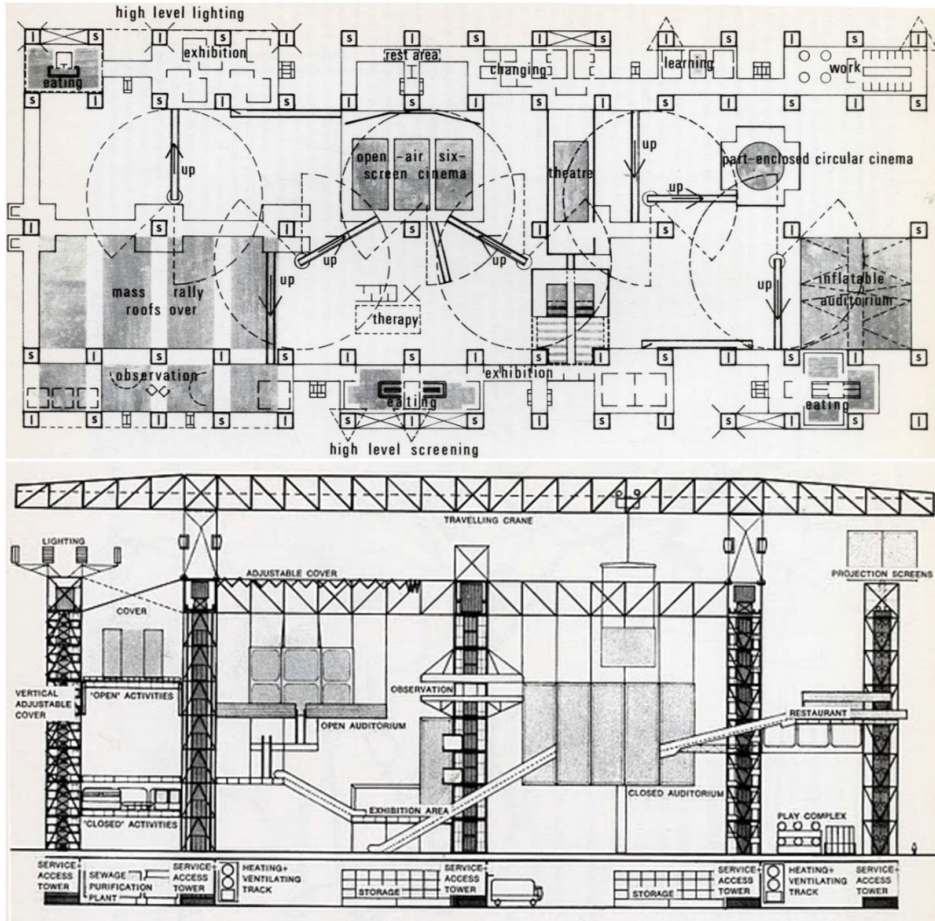 high level lighting
I S I S I S I S I S I S I S I
exhibition
rest area
eating
changing
learning
work
S I S I S I S I S I S I S I S
open-air six-
screen cinema
theatre
part-enclosed circular cinema
up
up
up
up
up
up
up
mass rally
roofs over
inflatable
auditorium
therapy
S I S I S I S I S I S I S I S
observation
exhibition
eating
eating
I S I S I S I S I S I S I S I
high level screening
TRAVELLING CRANE
LIGHTING
ADJUSTABLE COVER
PROJECTION SCREENS
COVER
OBSERVATION
VERTICAL
ADJUSTABLE
COVER
'OPEN' ACTIVITIES
OPEN AUDITORIUM
RESTAURANT
CLOSED AUDITORIUM
EXHIBITION AREA
'CLOSED' ACTIVITIES
PLAY COMPLEX
SERVICE+
ACCESS
TOWER
SEWAGE
PURIFICATION
PLANT
SERVICE+
ACCESS
TOWER
HEATING+
VENTILATING
TRACK
STORAGE
SERVICE+
ACCESS
TOWER
STORAGE
SERVICE+
ACCESS
TOWER
HEATING+
VENTILATING
TRACK
SERVICE+
ACCESS
TOWER